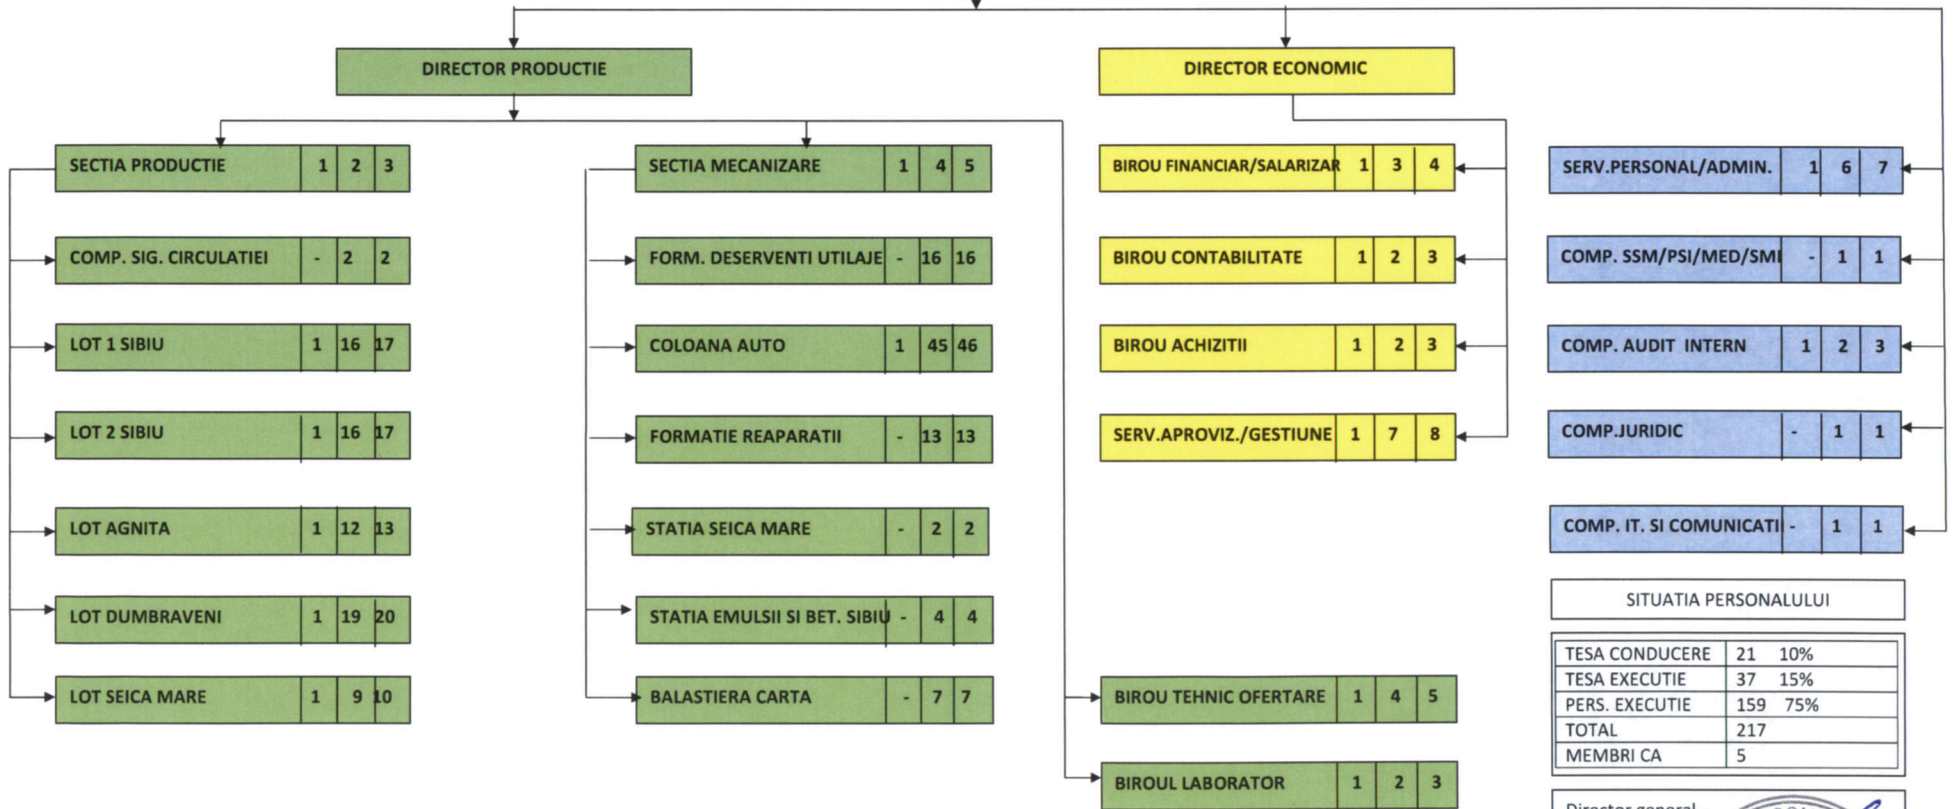 DIRECTOR PRODUCTIE
DIRECTOR ECONOMIC
SECTIA PRODUCTIE 1 2 3
COMP. SIG. CIRCULATIEI - 2 2
LOT 1 SIBIU 1 16 17
LOT 2 SIBIU 1 16 17
LOT AGNITA 1 12 13
LOT DUMBRAVENI 1 19 20
LOT SEICA MARE 1 9 10
SECTIA MECANIZARE 1 4 5
FORM. DESERVENTI UTILAJE - 16 16
COLOANA AUTO 1 45 46
FORMATIE REAPARATII - 13 13
STATIA SEICA MARE - 2 2
STATIA EMULSII SI BET. SIBIU - 4 4
BALASTIERA CARTA - 7 7
BIROU FINANCIAR/SALARIZAR 1 3 4
BIROU CONTABILITATE 1 2 3
BIROU ACHIZITII 1 2 3
SERV.APROVIZ./GESTIUNE 1 7 8
BIROU TEHNIC OFERTARE 1 4 5
BIROUL LABORATOR 1 2 3
SERV.PERSONAL/ADMIN. 1 6 7
COMP. SSM/PSI/MED/SMI - 1 1
COMP. AUDIT INTERN 1 2 3
COMP.JURIDIC - 1 1
COMP. IT. SI COMUNICATII - 1 1
SITUATIA PERSONALULUI
TESA CONDUCERE 21 10%
TESA EXECUTIE 37 15%
PERS. EXECUTIE 159 75%
TOTAL 217
MEMBRI CA 5
Director general